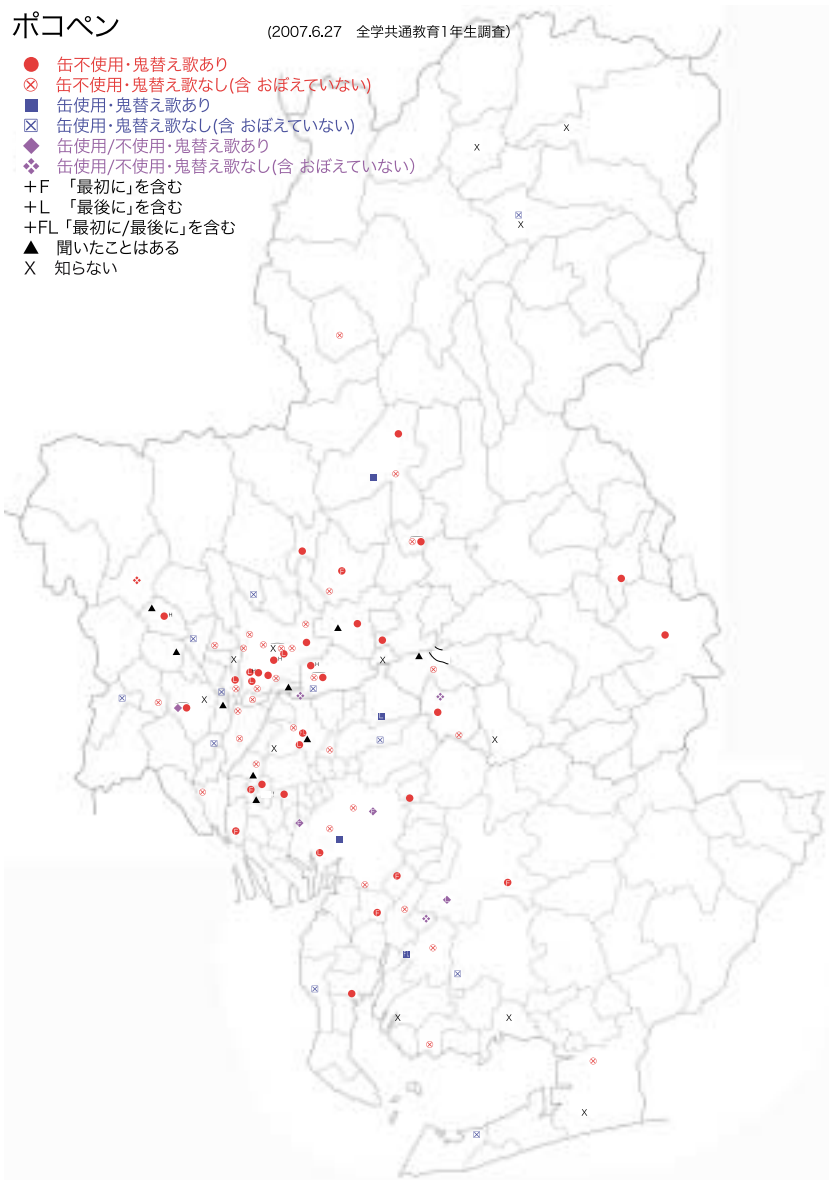 ポコペン
(2007.6.27 全学共通教育1年生調査)
缶不使用・鬼替え歌あり
缶不使用・鬼替え歌なし(含 おぼえていない)
缶使用・鬼替え歌あり
缶使用・鬼替え歌なし(含 おぼえていない)
缶使用/不使用・鬼替え歌あり
缶使用/不使用・鬼替え歌なし(含 おぼえていない)
+F 「最初に」を含む
+L 「最後に」を含む
+FL 「最初に/最後に」を含む
▲ 聞いたことはある
X 知らない